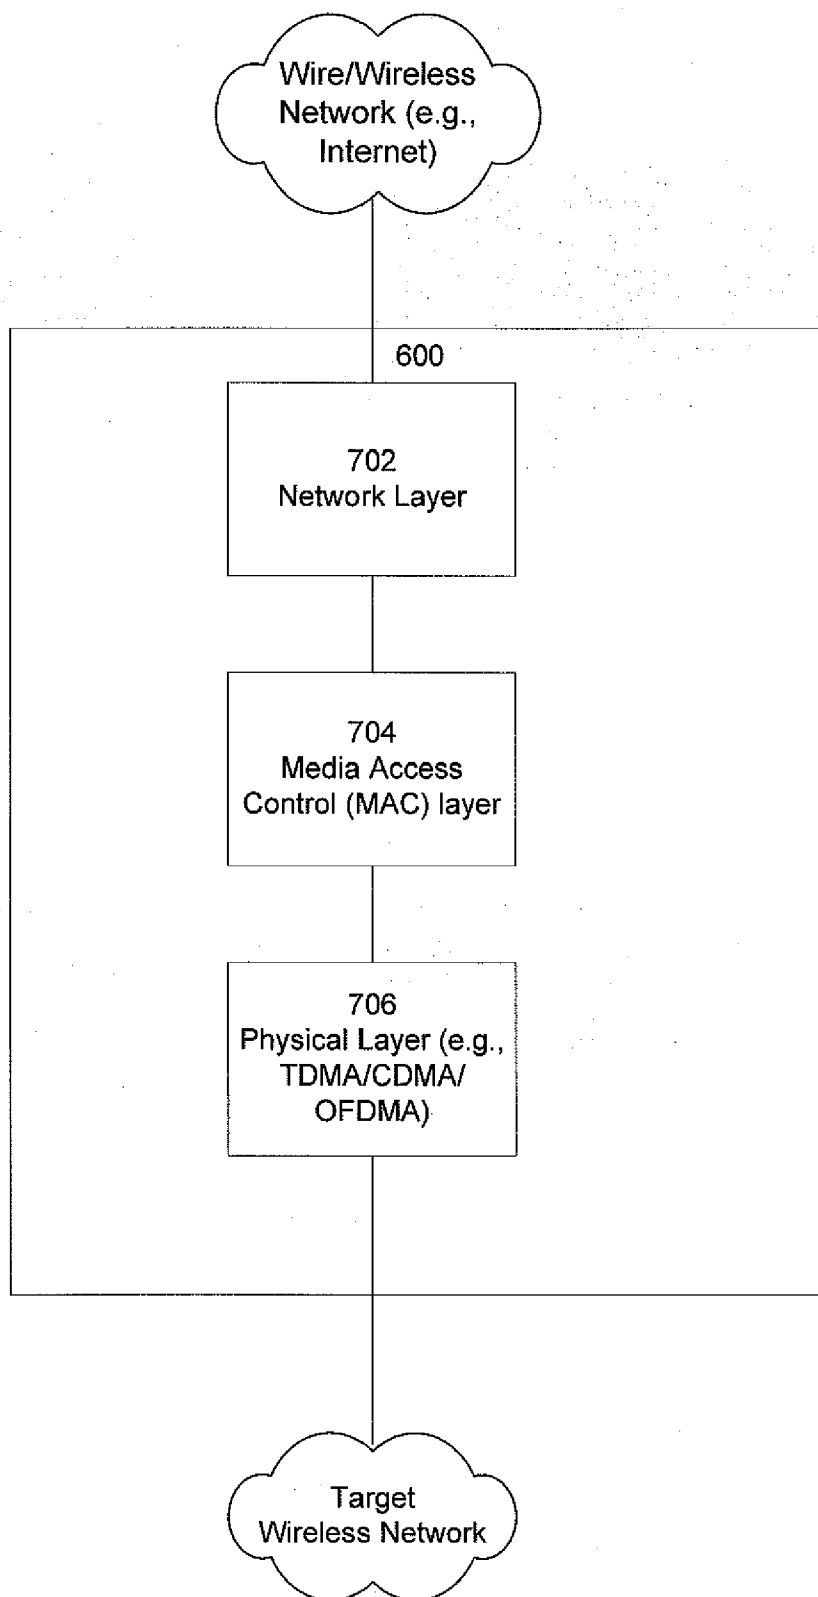 Wire/Wireless
Network (e.g.,
Internet)
600
702
Network Layer
704
Media Access
Control (MAC) layer
706
Physical Layer (e.g.,
TDMA/CDMA/
OFDMA)
Target
Wireless Network